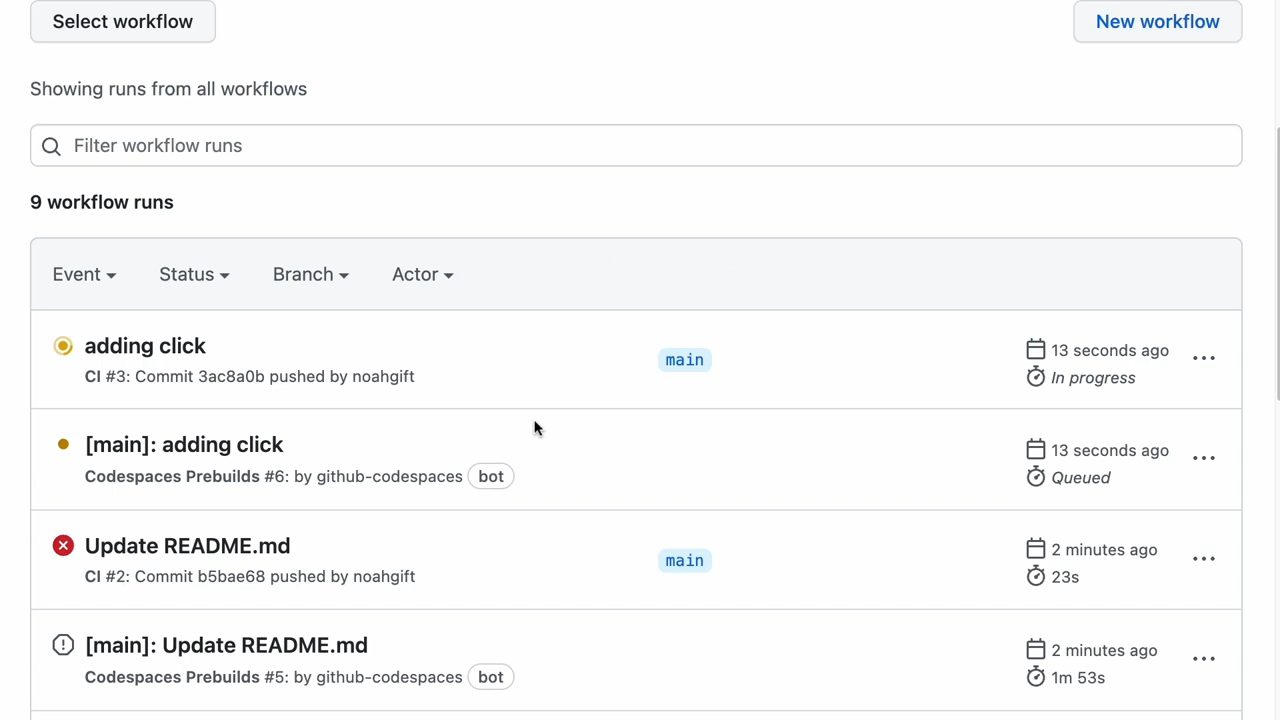 Select workflow
New workflow
Showing runs from all workflows
Filter workflow runs
9 workflow runs
Event Status Branch Actor
adding click
CI #3: Commit 3ac8a0b pushed by noahgift
main
13 seconds ago
In progress
[main]: adding click
Codespaces Prebuilds #6: by github-codespaces bot
13 seconds ago
Queued
Update README.md
CI #2: Commit b5bae68 pushed by noahgift
main
2 minutes ago
23s
[main]: Update README.md
Codespaces Prebuilds #5: by github-codespaces bot
2 minutes ago
1m 53s